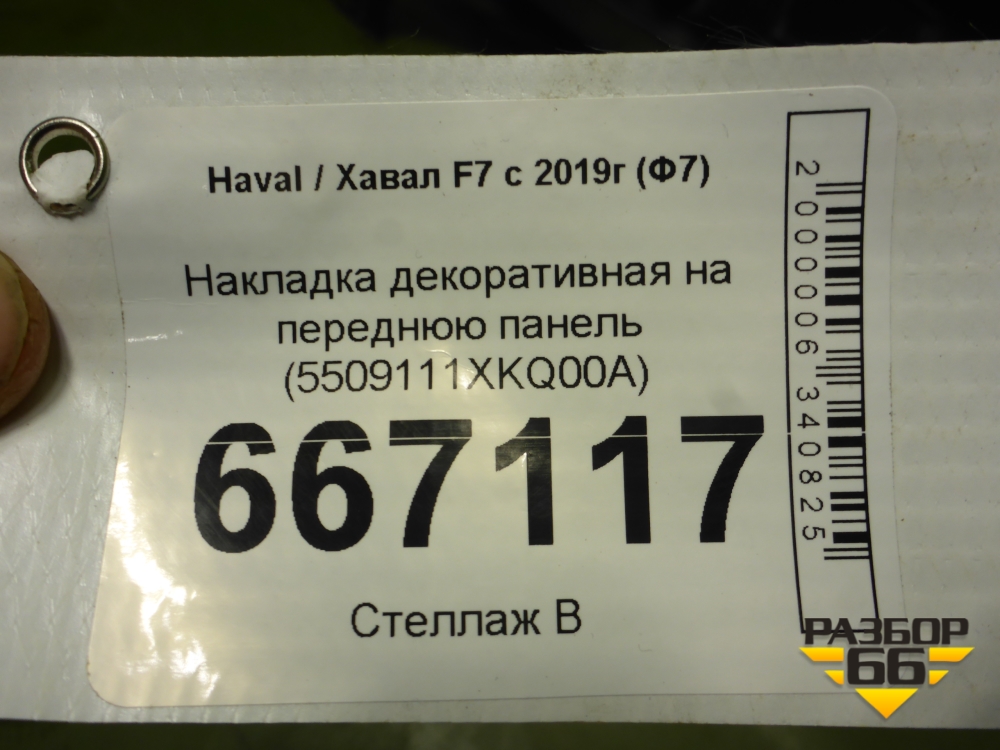 Haval / Хавал F7 с 2019г (Ф7)
Накладка декоративная на
переднюю панель
(5509111XKQ00A)
667117
Стеллаж В
2000006340825
РАЗБОР
66